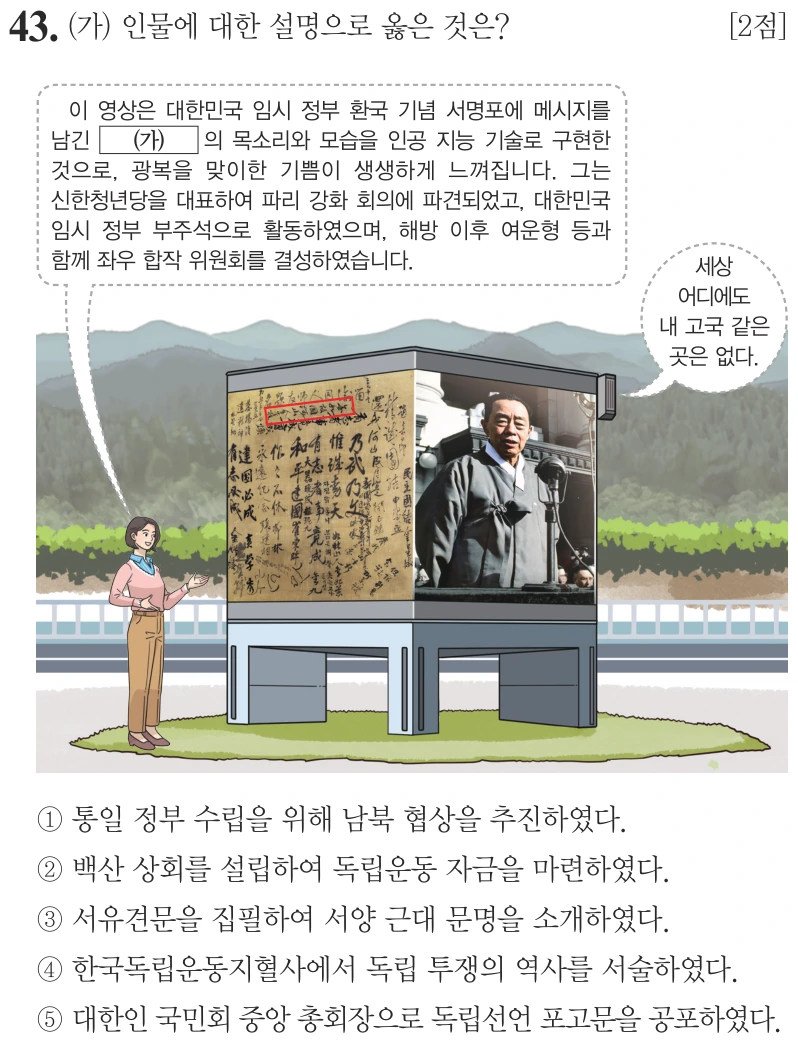 43. (가) 인물에 대한 설명으로 옳은 것은? [2점]
이 영상은 대한민국 임시 정부 환국 기념 서명포에 메시지를
남긴 (가) 의 목소리와 모습을 인공 지능 기술로 구현한
것으로, 광복을 맞이한 기쁨이 생생하게 느껴집니다. 그는
신한청년당을 대표하여 파리 강화 회의에 파견되었고, 대한민국
임시 정부 부주석으로 활동하였으며, 해방 이후 여운형 등과
함께 좌우 합작 위원회를 결성하였습니다.
세상
어디에도
내 고국 같은
곳은 없다.
① 통일 정부 수립을 위해 남북 협상을 추진하였다.
② 백산 상회를 설립하여 독립운동 자금을 마련하였다.
③ 서유견문을 집필하여 서양 근대 문명을 소개하였다.
④ 한국독립운동지혈사에서 독립 투쟁의 역사를 서술하였다.
⑤ 대한인 국민회 중앙 총회장으로 독립선언 포고문을 공포하였다.